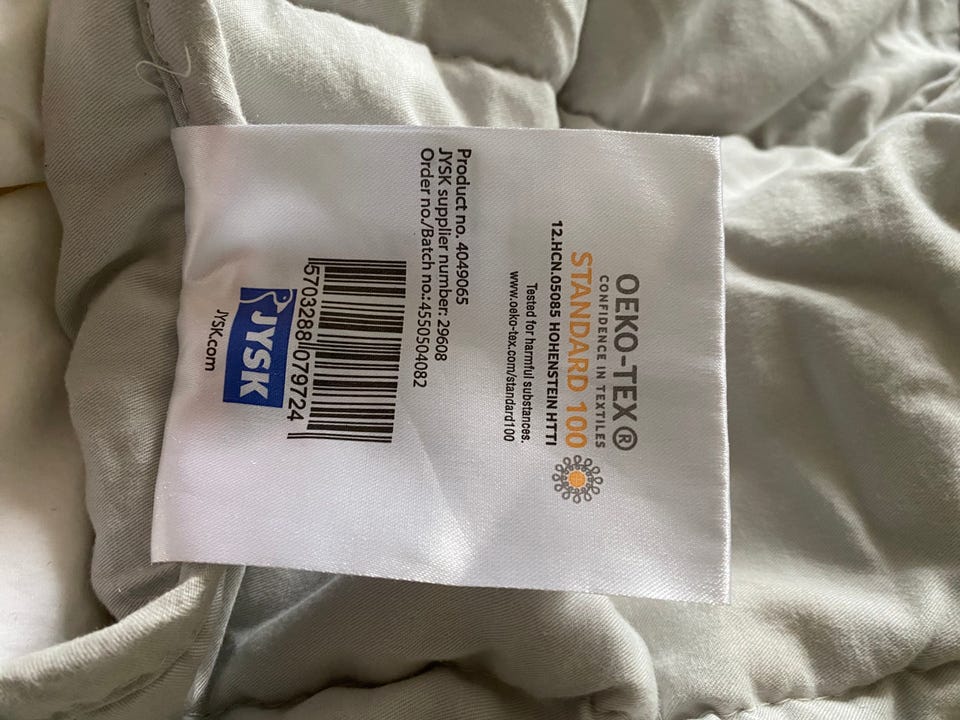 OEKO-TEX®
CONFIDENCE IN TEXTILES
STANDARD 100
12.HCN.05085 HOHENSTEIN HTTI
Tested for harmful substances.
www.oeko-tex.com/standard100
Product no. 4049065
JYSK supplier number: 29608
Order no./Batch no.:4550504082
5703288079724
JYSK
JYSK.com